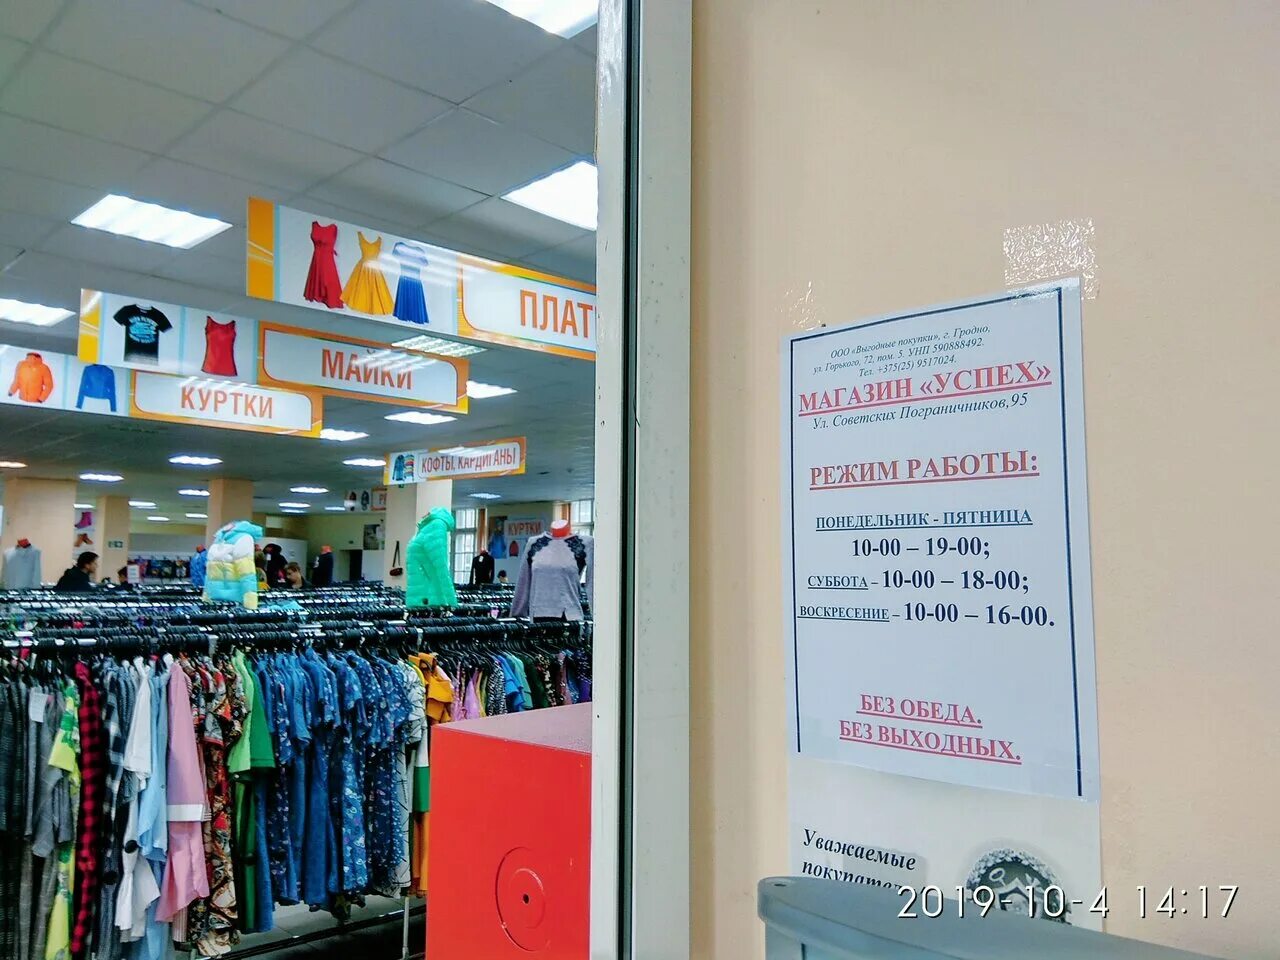 ПЛАТ
МАЙКИ
КУРТКИ
КОФТЫ, КАРДИГАНЫ
КУРТКИ
ООО «Выгодные покупки», г. Гродно,
ул. Горького, 72, пом. 5. УНП 590888492.
Тел. +375(25) 9517024.
МАГАЗИН «УСПЕХ»
Ул. Советских Пограничников,95
РЕЖИМ РАБОТЫ:
ПОНЕДЕЛЬНИК - ПЯТНИЦА
10-00 – 19-00;
СУББОТА – 10-00 – 18-00;
ВОСКРЕСЕНИЕ – 10-00 – 16-00.
БЕЗ ОБЕДА.
БЕЗ ВЫХОДНЫХ.
Уважаемые
покупател
2019-10-4 14:17